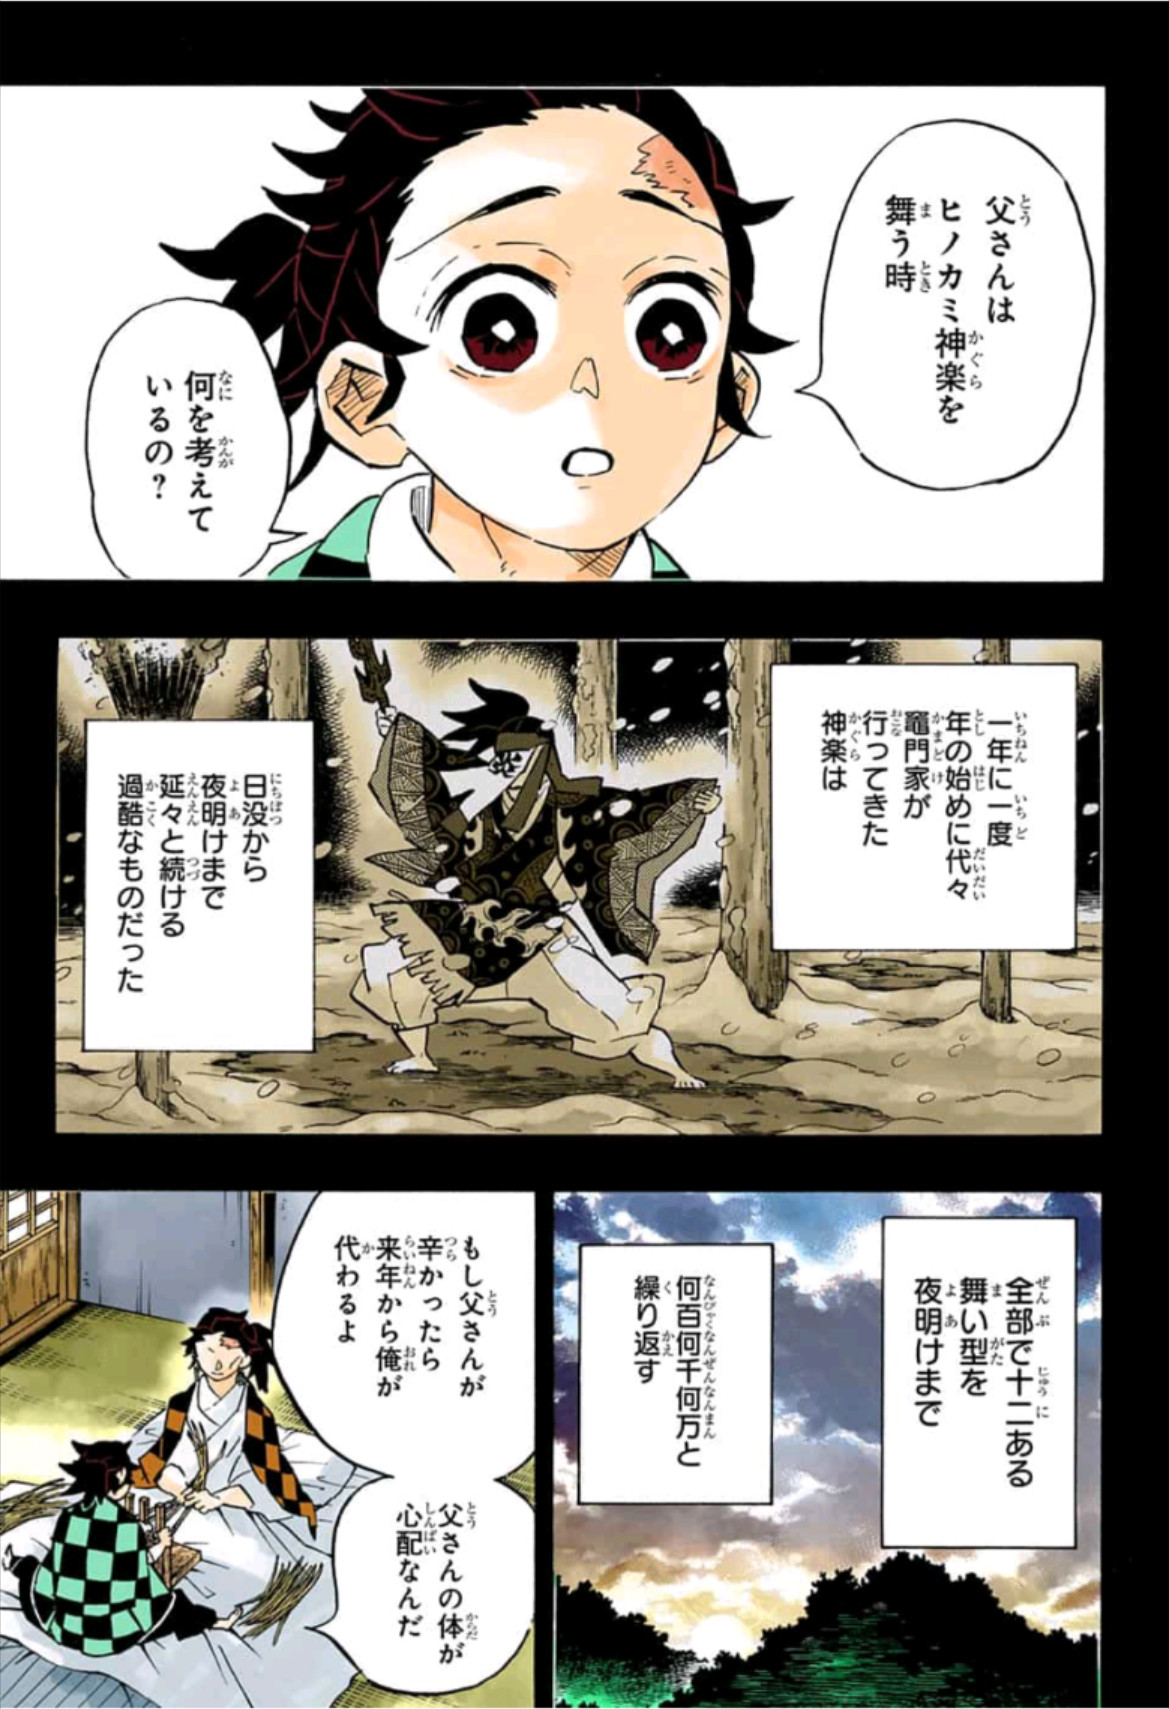 父さんは
ヒノカミ神楽を
舞う時
何を考えて
いるの？
一年に一度
年の始めに代々
竈門家が
行ってきた
神楽は
日没から
夜明けまで
延々と続ける
過酷なものだった
全部で十二ある
舞い型を
夜明けまで
何百何千何万と
繰り返す
もし父さんが
辛かったら
来年から俺が
代わるよ
父さんの体が
心配なんだ